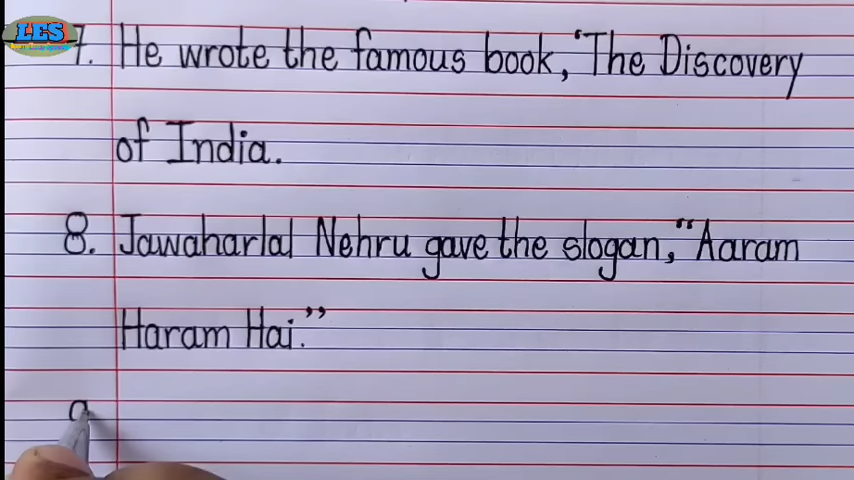 LES
7. He wrote the famous book, 'The Discovery
of India.
8. Jawaharlal Nehru gave the slogan, "Aaram
Haram Hai."